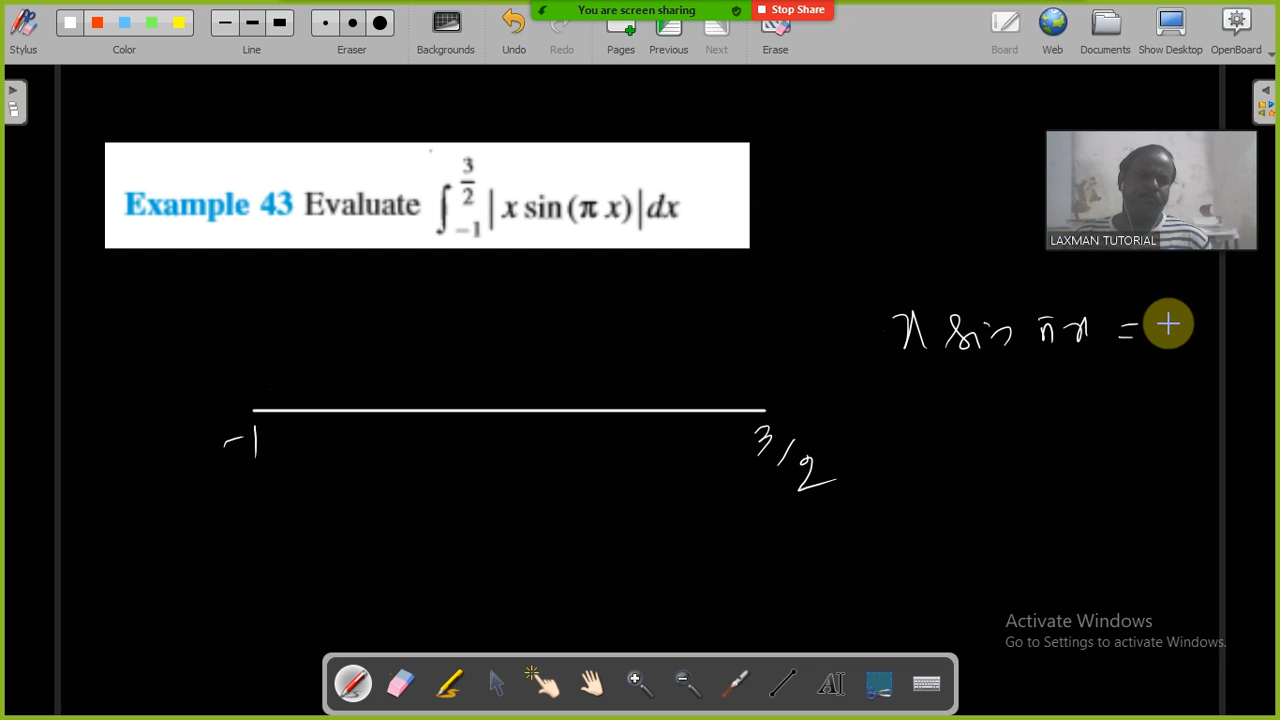 You are screen sharing
Stop Share
Stylus
Color
Line
Eraser
Backgrounds
Undo
Redo
Pages
Previous
Next
Erase
Board
Web
Documents
Show Desktop
OpenBoard
Example 43 Evaluate ∫_{-1}^{3/2} | x sin (π x) | dx
LAXMAN TUTORIAL
x sin πx =
-1
3/2
Activate Windows
Go to Settings to activate Windows.